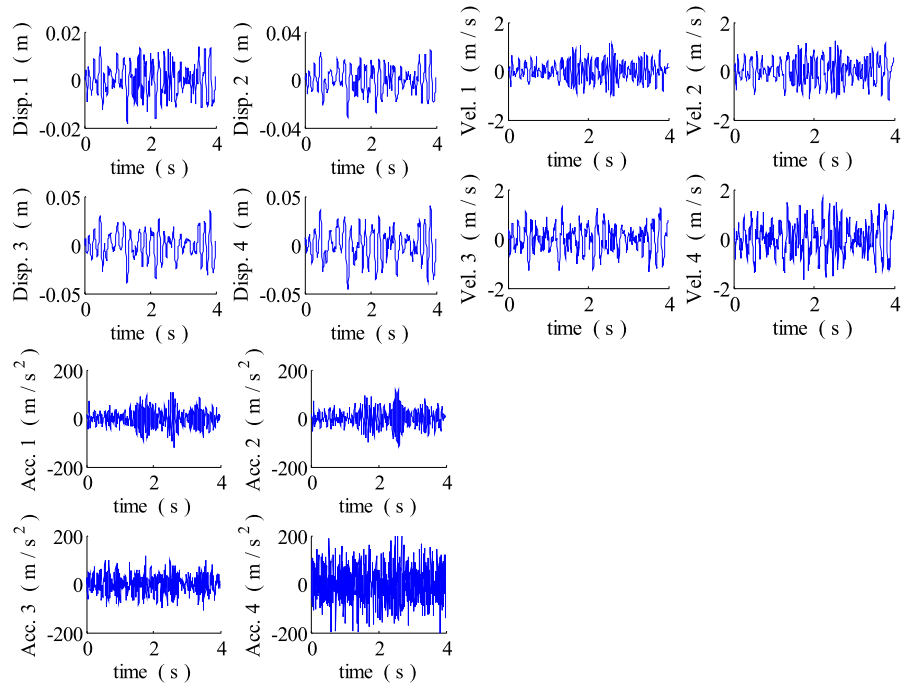 0.02
0
-0.02
Disp. 1 ( m )
0 2 4
time ( s )
0.04
0
-0.04
Disp. 2 ( m )
0 2 4
time ( s )
2
0
-2
Vel. 1 ( m / s )
0 2 4
time ( s )
2
0
-2
Vel. 2 ( m / s )
0 2 4
time ( s )
0.05
0
-0.05
Disp. 3 ( m )
0 2 4
time ( s )
0.05
0
-0.05
Disp. 4 ( m )
0 2 4
time ( s )
2
0
-2
Vel. 3 ( m / s )
0 2 4
time ( s )
2
0
-2
Vel. 4 ( m / s )
0 2 4
time ( s )
200
0
-200
Acc. 1 ( m / s² )
0 2 4
time ( s )
200
0
-200
Acc. 2 ( m / s² )
0 2 4
time ( s )
200
0
-200
Acc. 3 ( m / s² )
0 2 4
time ( s )
200
0
-200
Acc. 4 ( m / s² )
0 2 4
time ( s )